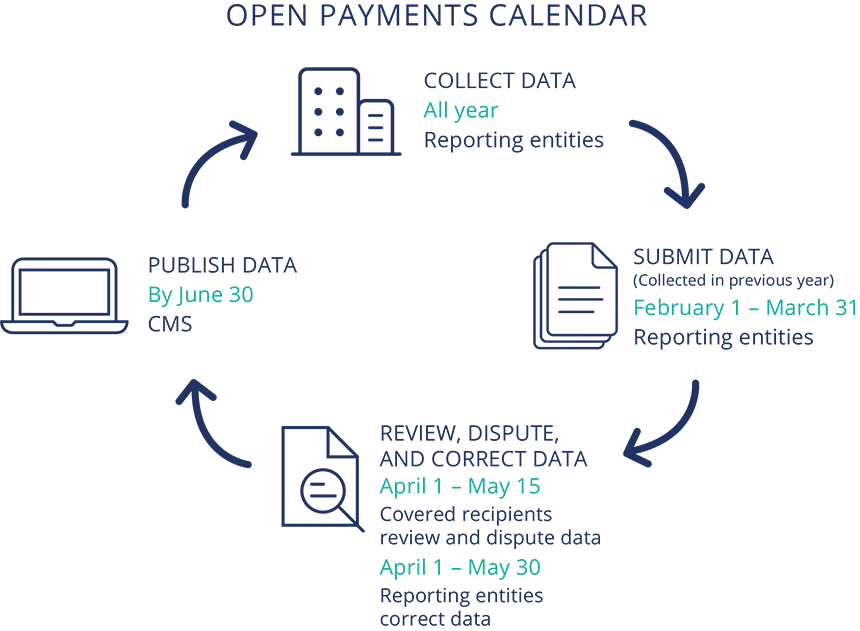 OPEN PAYMENTS CALENDAR
COLLECT DATA
All year
Reporting entities
SUBMIT DATA
(Collected in previous year)
February 1 – March 31
Reporting entities
REVIEW, DISPUTE,
AND CORRECT DATA
April 1 – May 15
Covered recipients
review and dispute data
April 1 – May 30
Reporting entities
correct data
PUBLISH DATA
By June 30
CMS